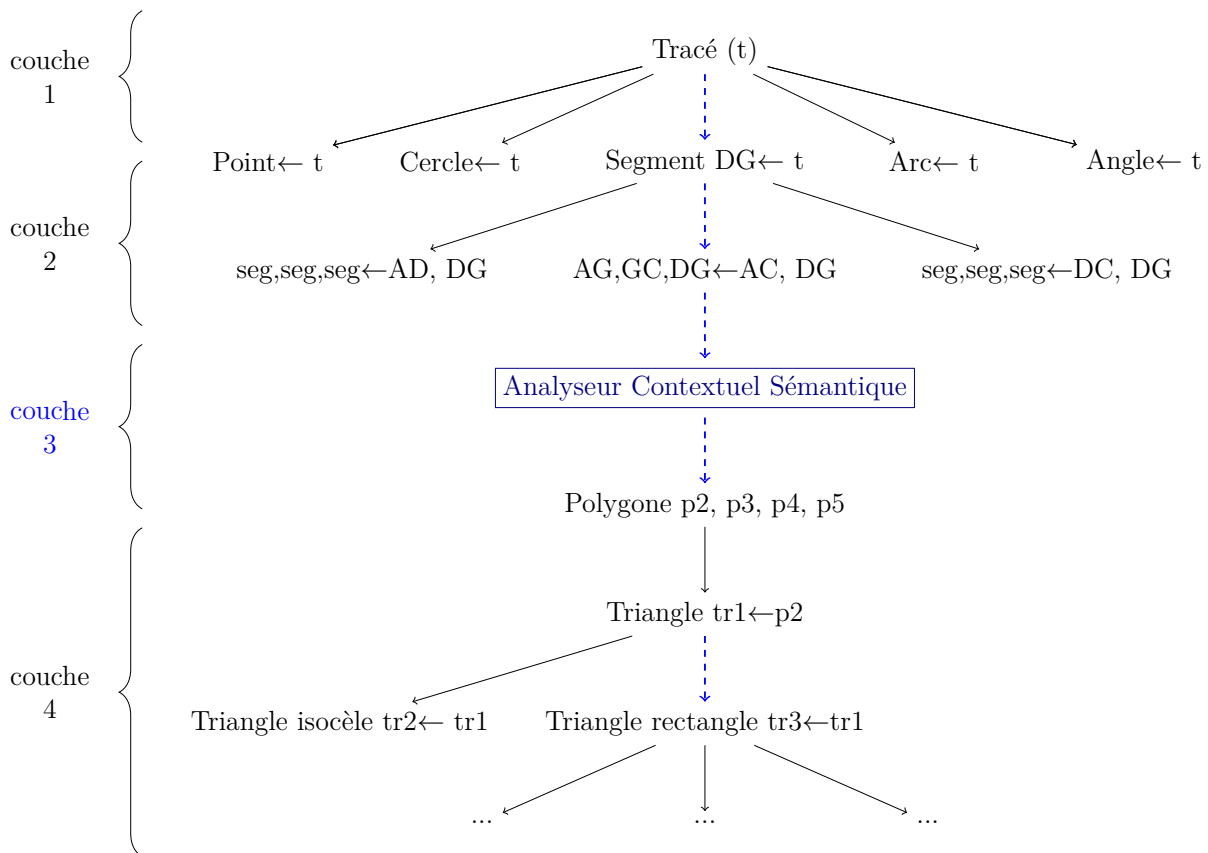 Tracé (t)
couche
1
Point← t
Cercle← t
Segment DG← t
Arc← t
Angle← t
couche
2
seg,seg,seg←AD, DG
AG,GC,DG←AC, DG
seg,seg,seg←DC, DG
Analyseur Contextuel Sémantique
couche
3
Polygone p2, p3, p4, p5
Triangle tr1←p2
couche
4
Triangle isocèle tr2← tr1
Triangle rectangle tr3←tr1
...
...
...